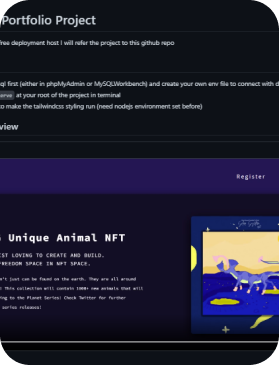 Portfolio Project
free deployment host I will refer the project to this github repo
sql first (either in phpMyAdmin or MySQLWorkbench) and create your own env file to connect with d
serve at your root of the project in terminal
to make the tailwindcss styling run (need nodejs environment set before)
view
Register
Unique Animal NFT
IST LOVING TO CREATE AND BUILD.
FREEDOM SPACE IN NFT SPACE.
n't just can be found on the earth. They are all around
! This collection will contain 1000+ new animals that will
ing to the Planet Series! Check Twitter for further
series releases!